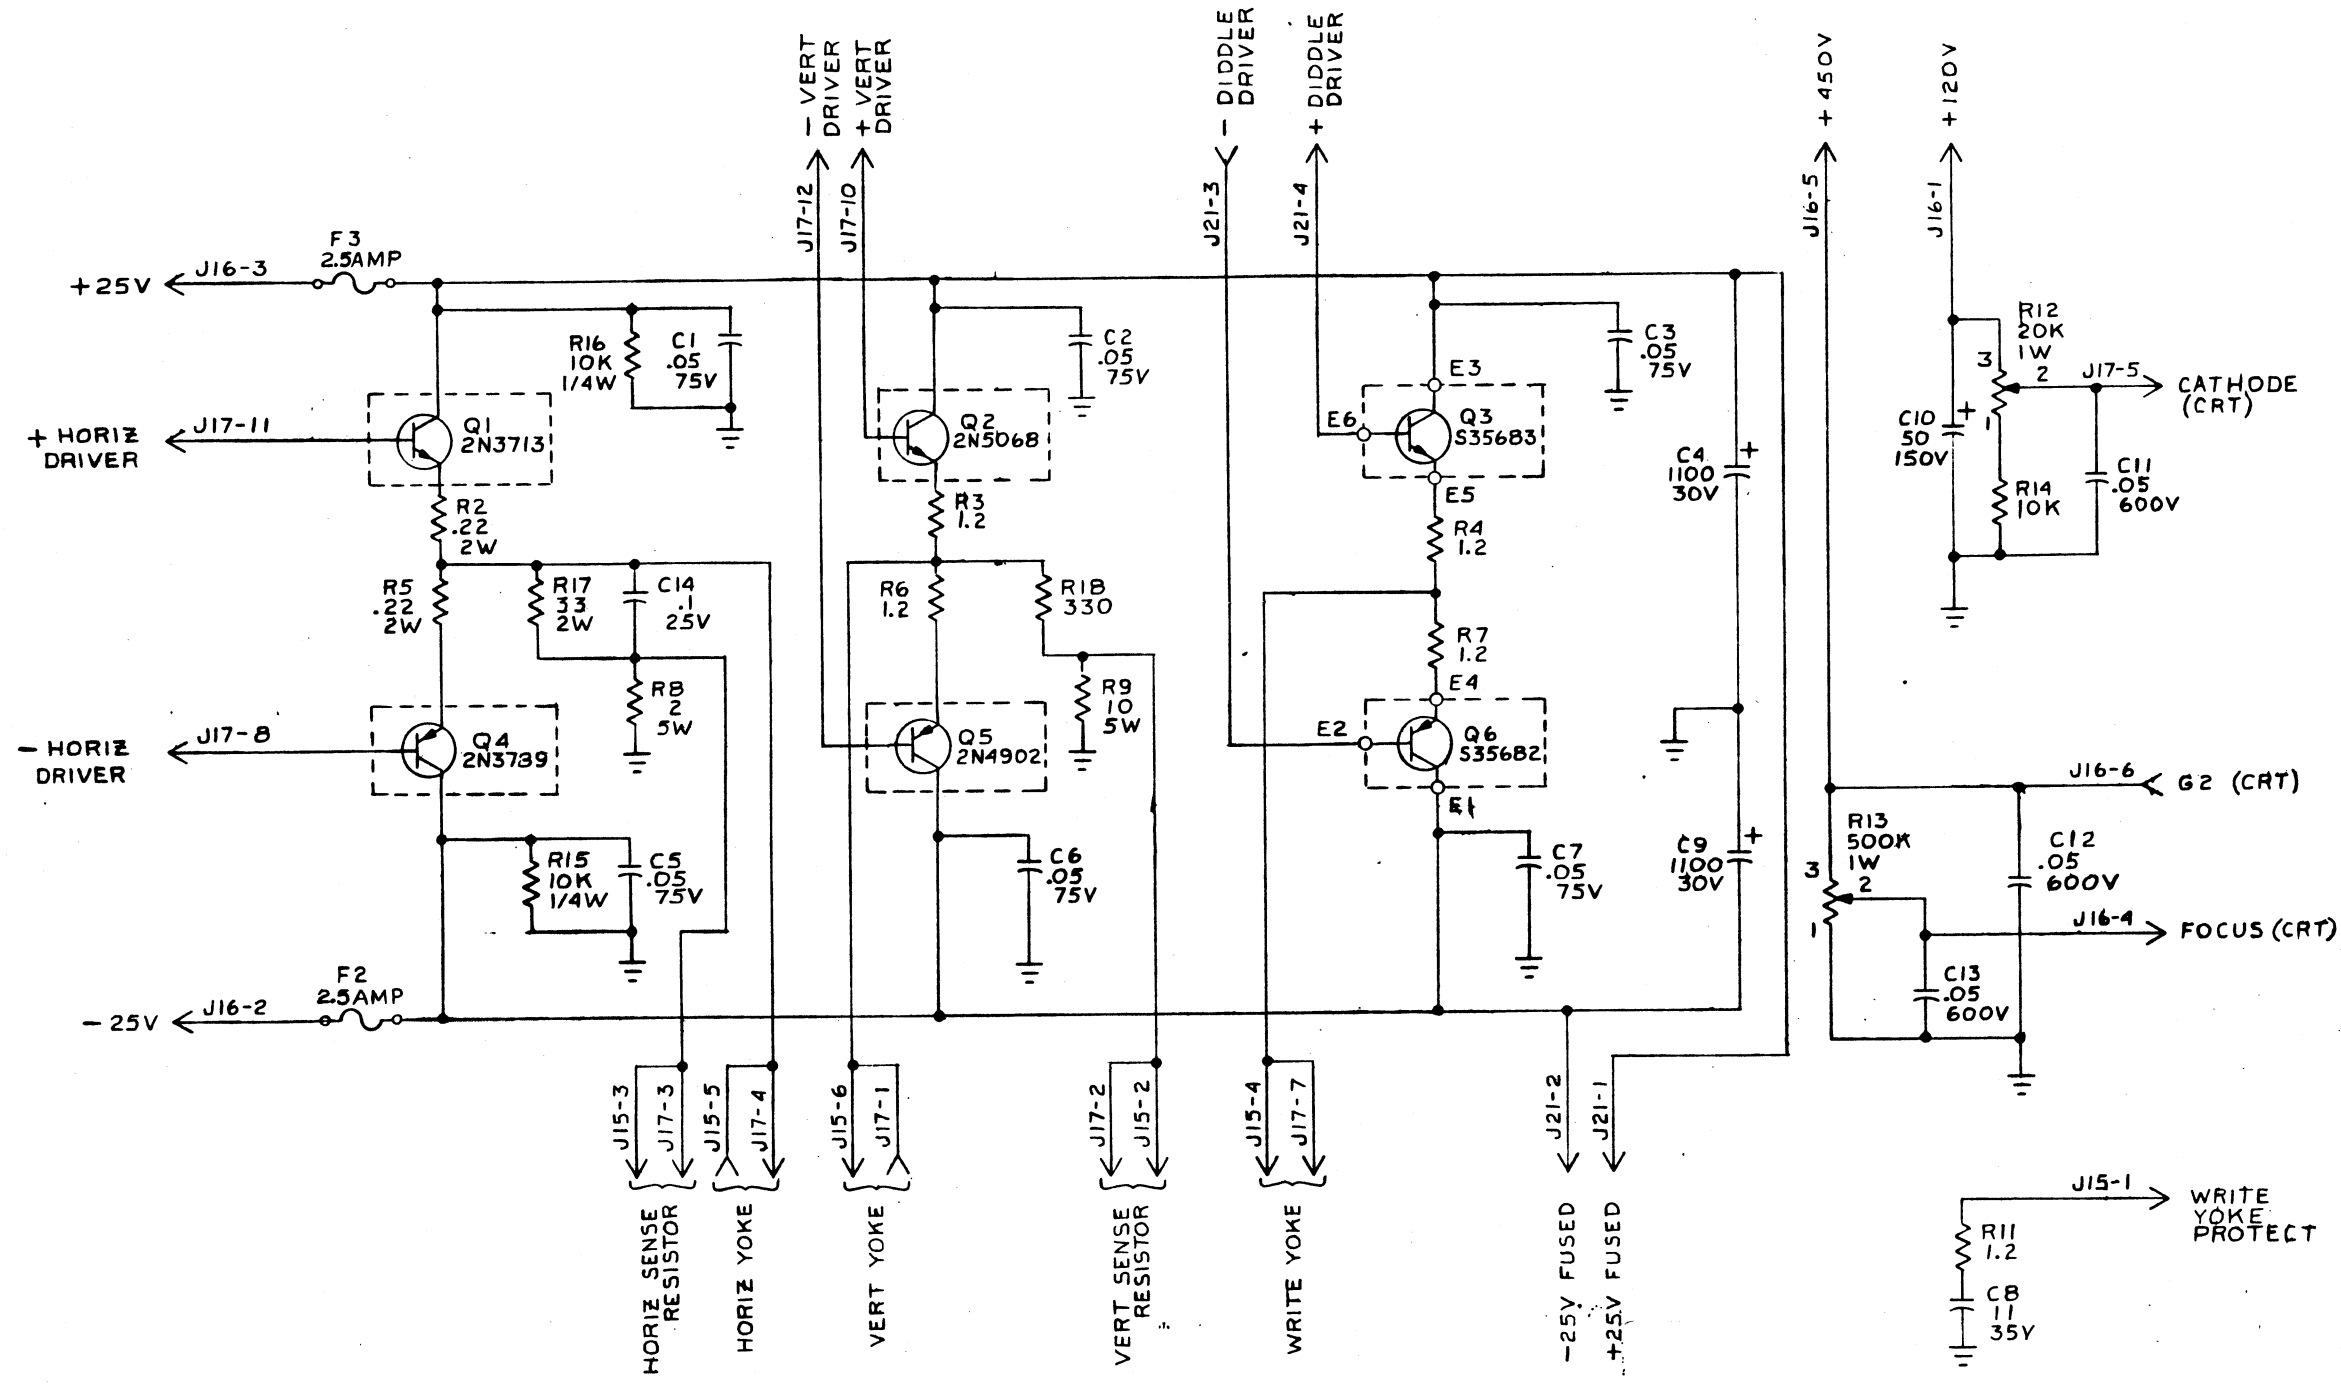 - VERT
DRIVER
+ VERT
DRIVER
- DIDDLE
DRIVER
+ DIDDLE
DRIVER
+450V
+120V
J17-12
J17-10
J21-3
J21-4
J16-5
J16-1
+25V
J16-3
F3
2.5AMP
R16
10K
1/4W
C1
.05
75V
C2
.05
75V
C3
.05
75V
+ HORIZ
DRIVER
J17-11
Q1
2N3713
Q2
2N5068
E3
E6
Q3
S35683
E5
C4
1100
30V
+
R12
20K
1W
3
2
1
J17-5
CATHODE
(CRT)
C10
50
150V
+
R14
10K
C11
.05
600V
R2
.22
2W
R3
1.2
R4
1.2
R5
.22
2W
R17
33
2W
C14
.1
25V
R6
1.2
R18
330
R7
1.2
R8
2
5W
R9
10
5W
E4
- HORIZ
DRIVER
J17-8
Q4
2N3789
Q5
2N4902
E2
Q6
S35682
E1
J16-6
G2 (CRT)
R13
500K
1W
3
2
1
C12
.05
600V
R15
10K
1/4W
C5
.05
75V
C6
.05
75V
C7
.05
75V
C9
1100
30V
+
J16-4
FOCUS (CRT)
C13
.05
600V
-25V
J16-2
F2
2.5AMP
J15-3
J17-3
J15-5
J17-4
J15-6
J17-1
J17-2
J15-2
J15-4
J17-7
J21-2
J21-1
HORIZ SENSE
RESISTOR
HORIZ YOKE
VERT YOKE
VERT SENSE
RESISTOR
WRITE YOKE
-25V FUSED
+25V FUSED
J15-1
WRITE
YOKE
PROTECT
R11
1.2
C8
11
35V